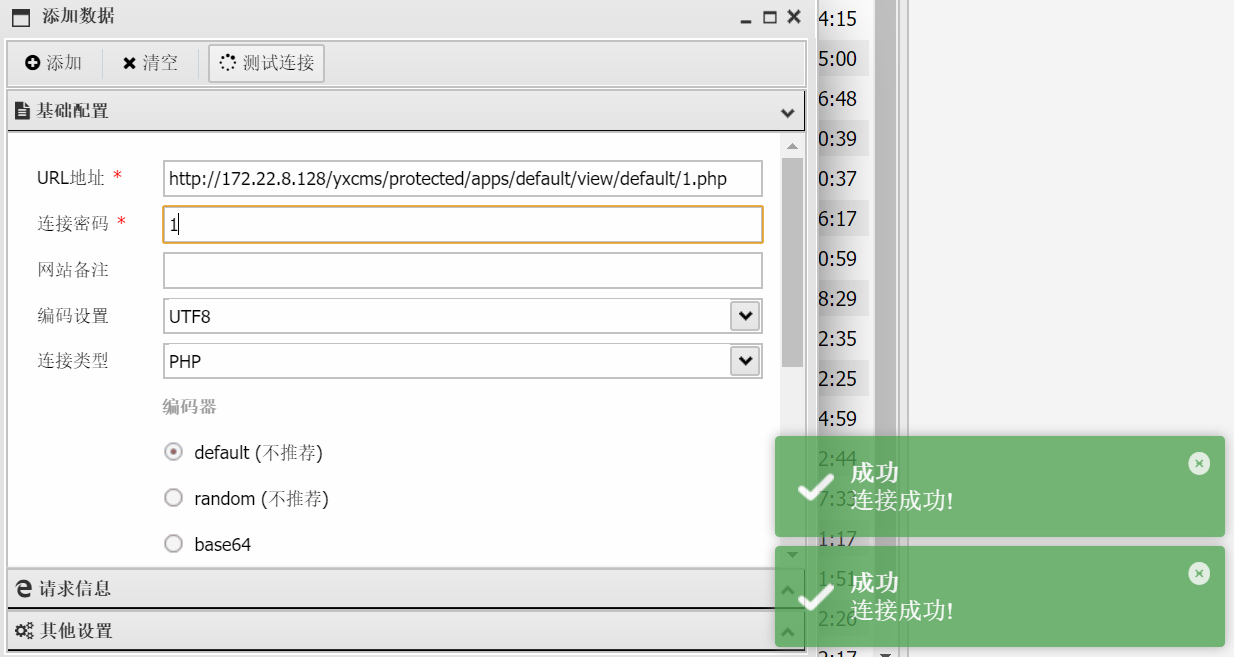 添加数据
添加 清空 测试连接
基础配置
URL地址 * http://172.22.8.128/yxcms/protected/apps/default/view/default/1.php
连接密码 * 1
网站备注
编码设置 UTF8
连接类型 PHP
编码器
default (不推荐)
random (不推荐)
base64
请求信息
其他设置
4:15
5:00
6:48
0:39
0:37
6:17
0:59
8:29
2:35
2:25
4:59
2:44
7:33
1:17
1:51
2:26
2:17
成功
连接成功!
成功
连接成功!